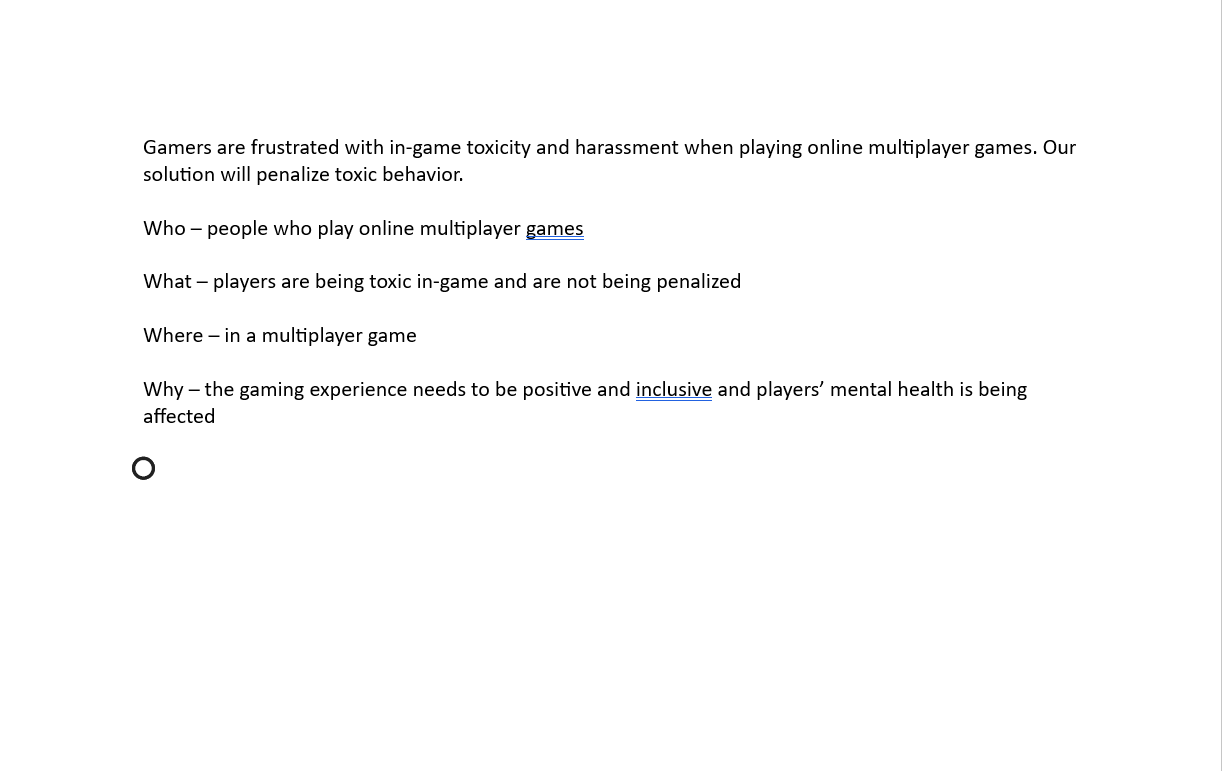 Gamers are frustrated with in-game toxicity and harassment when playing online multiplayer games. Our
solution will penalize toxic behavior.
Who – people who play online multiplayer games
What – players are being toxic in-game and are not being penalized
Where – in a multiplayer game
Why – the gaming experience needs to be positive and inclusive and players’ mental health is being
affected